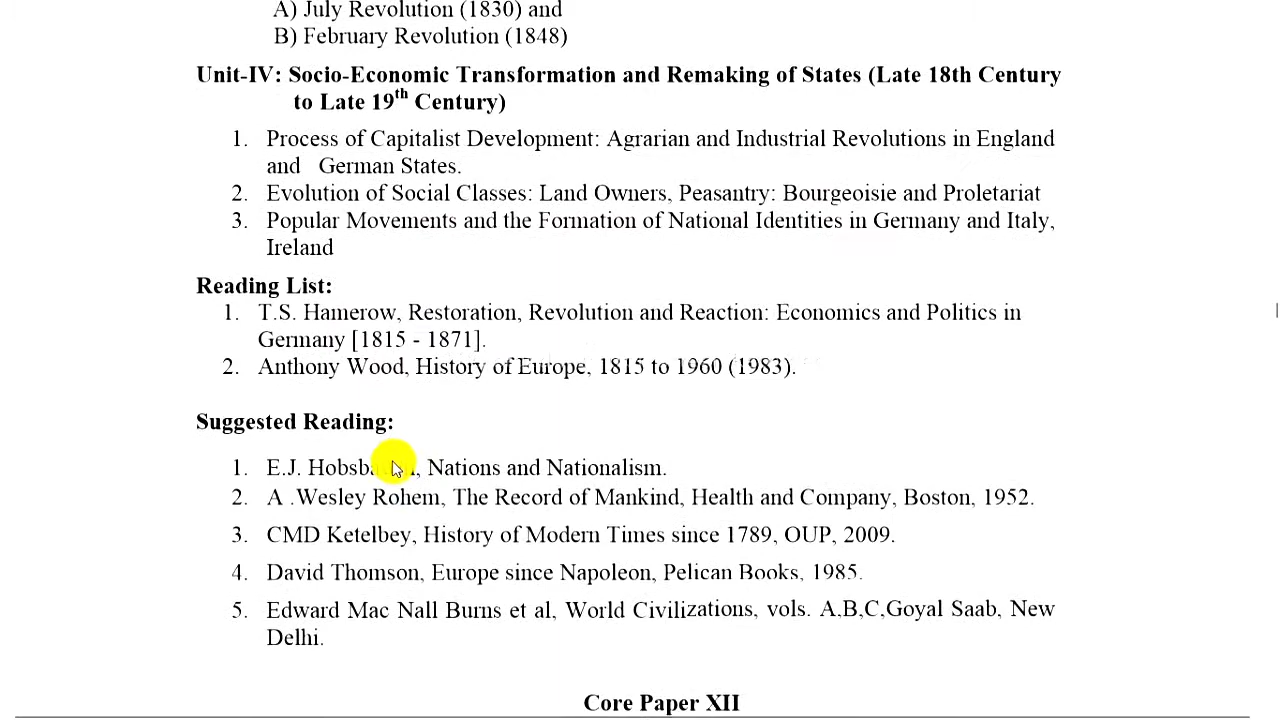 A) July Revolution (1830) and
B) February Revolution (1848)
Unit-IV: Socio-Economic Transformation and Remaking of States (Late 18th Century
to Late 19th Century)
1. Process of Capitalist Development: Agrarian and Industrial Revolutions in England
and German States.
2. Evolution of Social Classes: Land Owners, Peasantry: Bourgeoisie and Proletariat
3. Popular Movements and the Formation of National Identities in Germany and Italy,
Ireland
Reading List:
1. T.S. Hamerow, Restoration, Revolution and Reaction: Economics and Politics in
Germany [1815 - 1871].
2. Anthony Wood, History of Europe, 1815 to 1960 (1983).
Suggested Reading:
1. E.J. , Nations and Nationalism.
2. A .Wesley Rohem, The Record of Mankind, Health and Company, Boston, 1952.
3. CMD Ketelbey, History of Modern Times since 1789, OUP, 2009.
4. David Thomson, Europe since Napoleon, Pelican Books, 1985.
5. Edward Mac Nall Burns et al, World Civilizations, vols. A,B,C,Goyal Saab, New
Delhi.
Core Paper XII